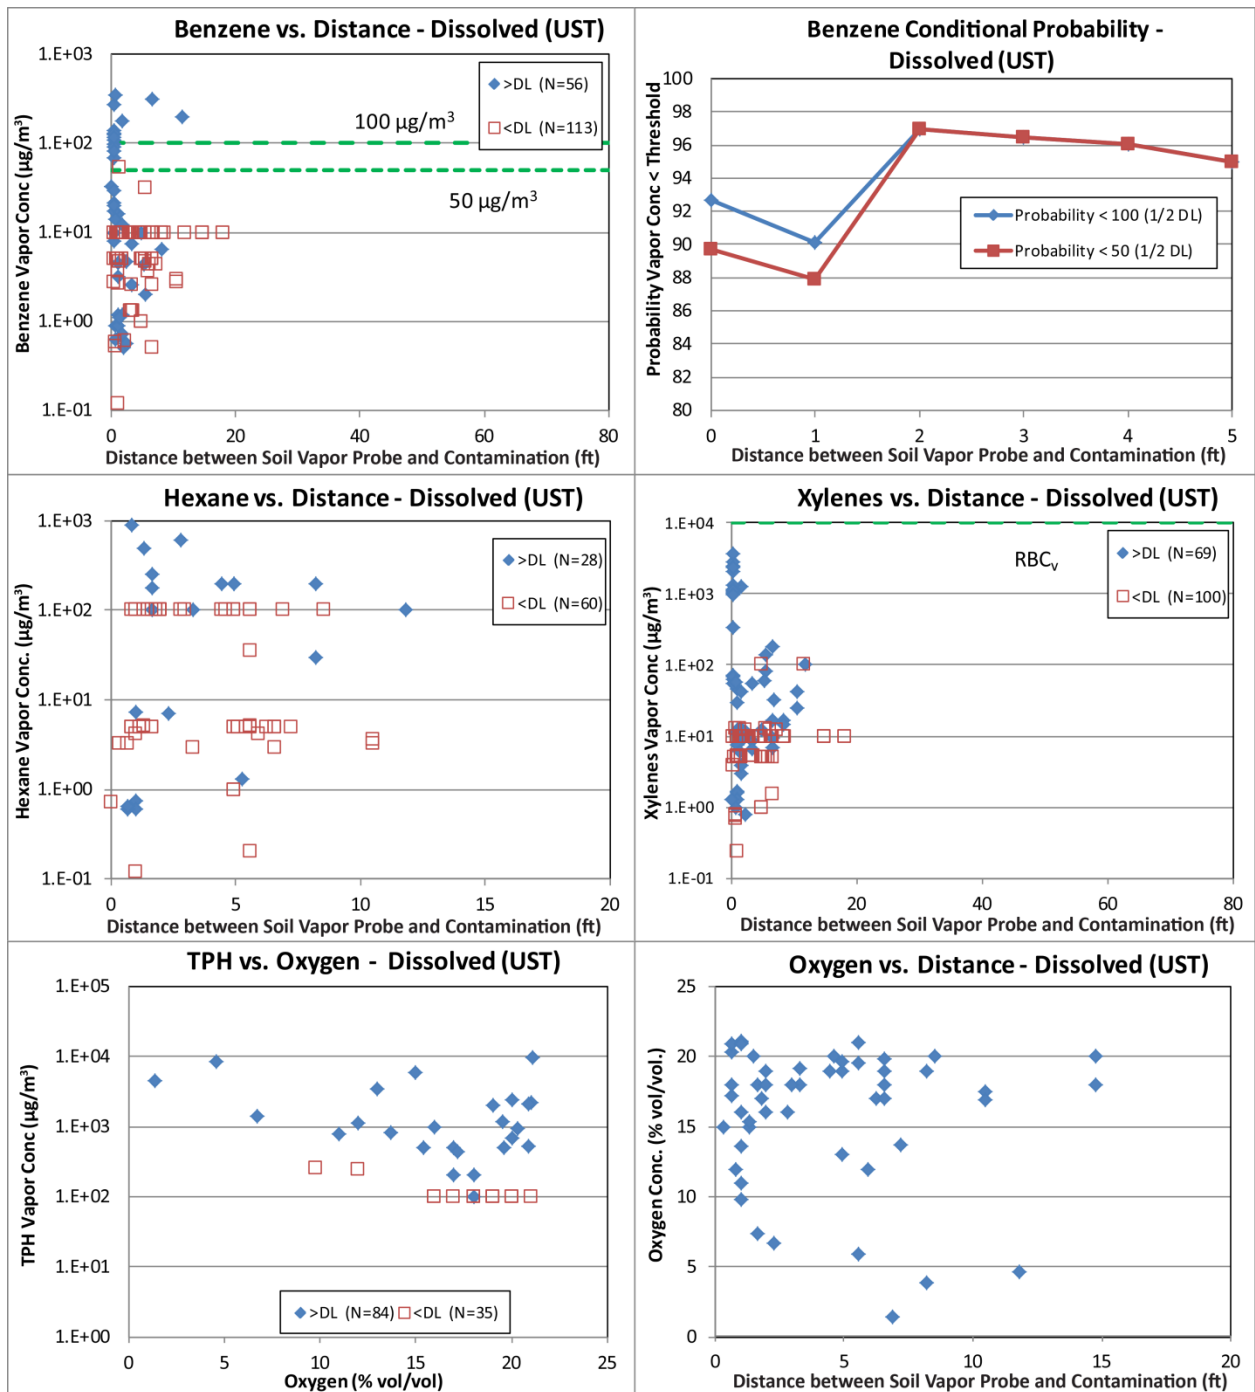 Benzene vs. Distance - Dissolved (UST)
1.E+03
1.E+02
1.E+01
1.E+00
1.E-01
Benzene Vapor Conc (µg/m³)
>DL (N=56)
<DL (N=113)
100 µg/m³
50 µg/m³
0 20 40 60 80
Distance between Soil Vapor Probe and Contamination (ft)
Benzene Conditional Probability -
Dissolved (UST)
100
98
96
94
92
90
88
86
84
82
80
Probability Vapor Conc < Threshold
Probability < 100 (1/2 DL)
Probability < 50 (1/2 DL)
0 1 2 3 4 5
Distance between Soil Vapor Probe and Contamination (ft)
Hexane vs. Distance - Dissolved (UST)
1.E+03
1.E+02
1.E+01
1.E+00
1.E-01
Hexane Vapor Conc. (µg/m³)
>DL (N=28)
<DL (N=60)
0 5 10 15 20
Distance between Soil Vapor Probe and Contamination (ft)
Xylenes vs. Distance - Dissolved (UST)
1.E+04
1.E+03
1.E+02
1.E+01
1.E+00
1.E-01
Xylenes Vapor Conc (µg/m³)
RBCv
>DL (N=69)
<DL (N=100)
0 20 40 60 80
Distance between Soil Vapor Probe and Contamination (ft)
TPH vs. Oxygen - Dissolved (UST)
1.E+05
1.E+04
1.E+03
1.E+02
1.E+01
1.E+00
TPH Vapor Conc (µg/m³)
>DL (N=84) <DL (N=35)
0 5 10 15 20 25
Oxygen (% vol/vol)
Oxygen vs. Distance - Dissolved (UST)
25
20
15
10
5
0
Oxygen Conc. (% vol/vol.)
0 5 10 15 20
Distance between Soil Vapor Probe and Contamination (ft)